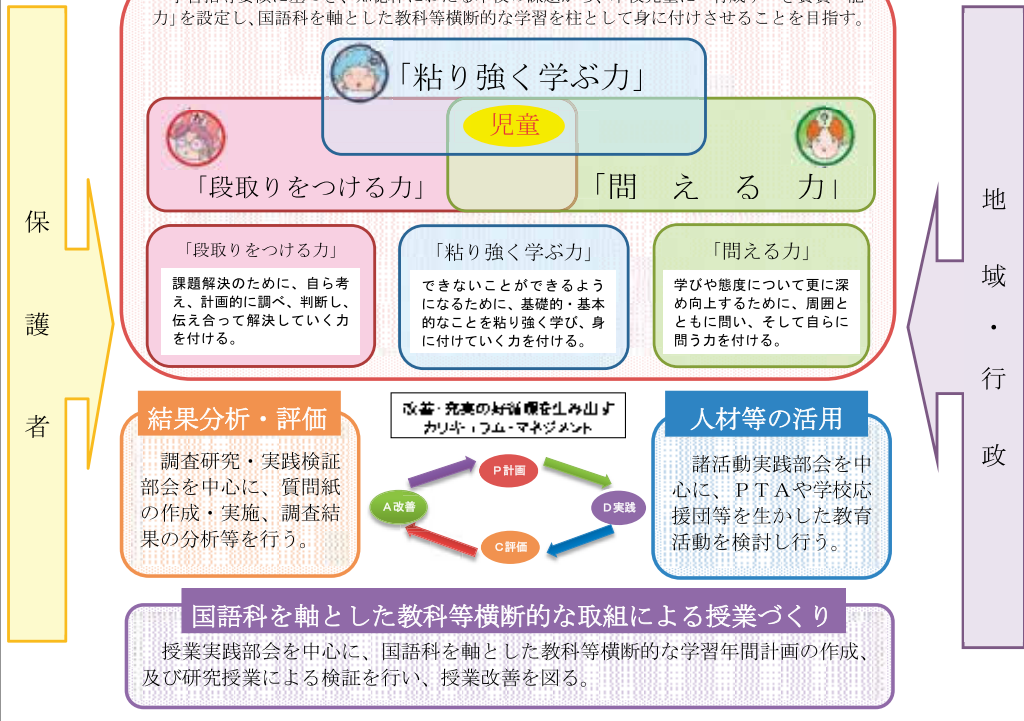 力」を設定し、国語科を軸とした教科等横断的な学習を柱として身に付けさせることを目指す。
「粘り強く学ぶ力」
児童
「段取りをつける力」
「問える力」
「段取りをつける力」
課題解決のために、自ら考
え、計画的に調べ、判断し、
伝え合って解決していく力
を付ける。
「粘り強く学ぶ力」
できないことができるよう
になるために、基礎的・基本
的なことを粘り強く学び、身
に付けていく力を付ける。
「問える力」
学びや態度について更に深
め向上するために、周囲と
ともに問い、そして自らに
問う力を付ける。
保護者
地域・行政
結果分析・評価
調査研究・実践検証
部会を中心に、質問紙
の作成・実施、調査結
果の分析等を行う。
改善・充実の好循環を生み出す
カリキュラム・マネジメント
P計画
D実践
C評価
A改善
人材等の活用
諸活動実践部会を中
心に、ＰＴＡや学校応
援団等を生かした教育
活動を検討し行う。
国語科を軸とした教科等横断的な取組による授業づくり
授業実践部会を中心に、国語科を軸とした教科等横断的な学習年間計画の作成、
及び研究授業による検証を行い、授業改善を図る。